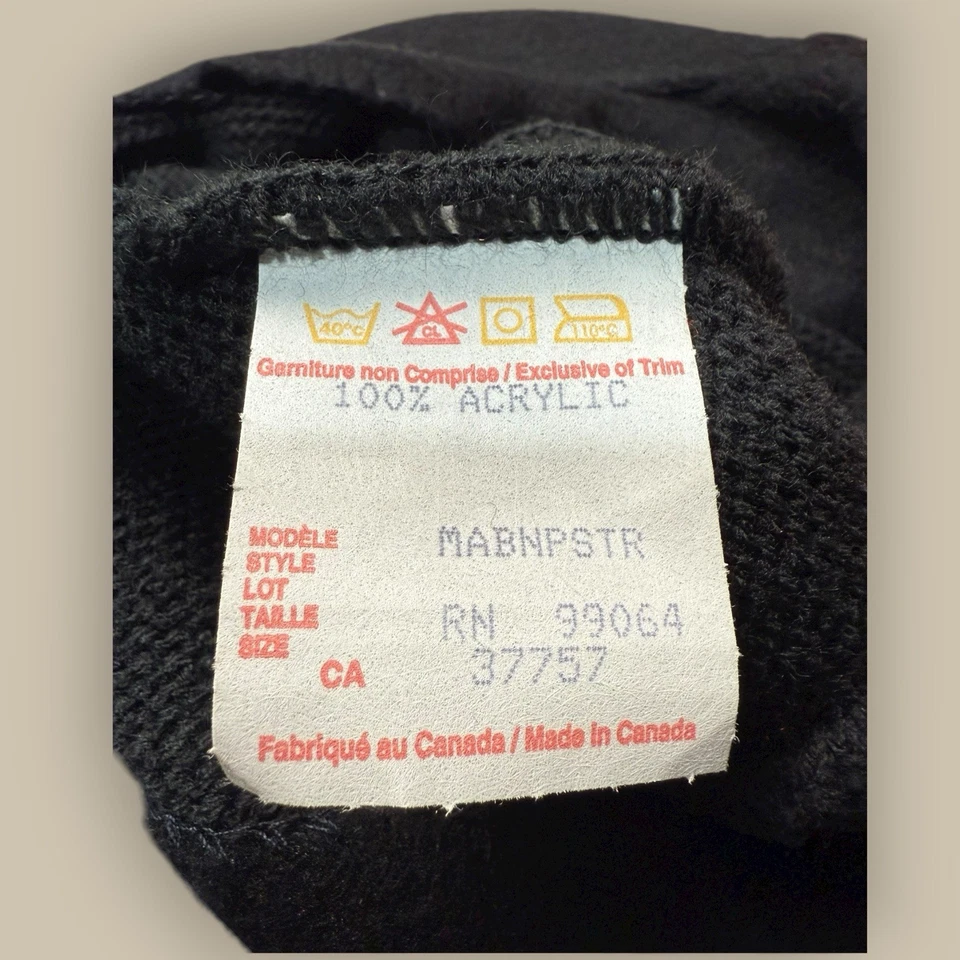 40°C CL 110°C
Garniture non Comprise / Exclusive of Trim
100% ACRYLIC
MODÈLE MABNPSTR
STYLE
LOT
TAILLE RN 99064
SIZE
CA 37757
Fabriqué au Canada / Made in Canada